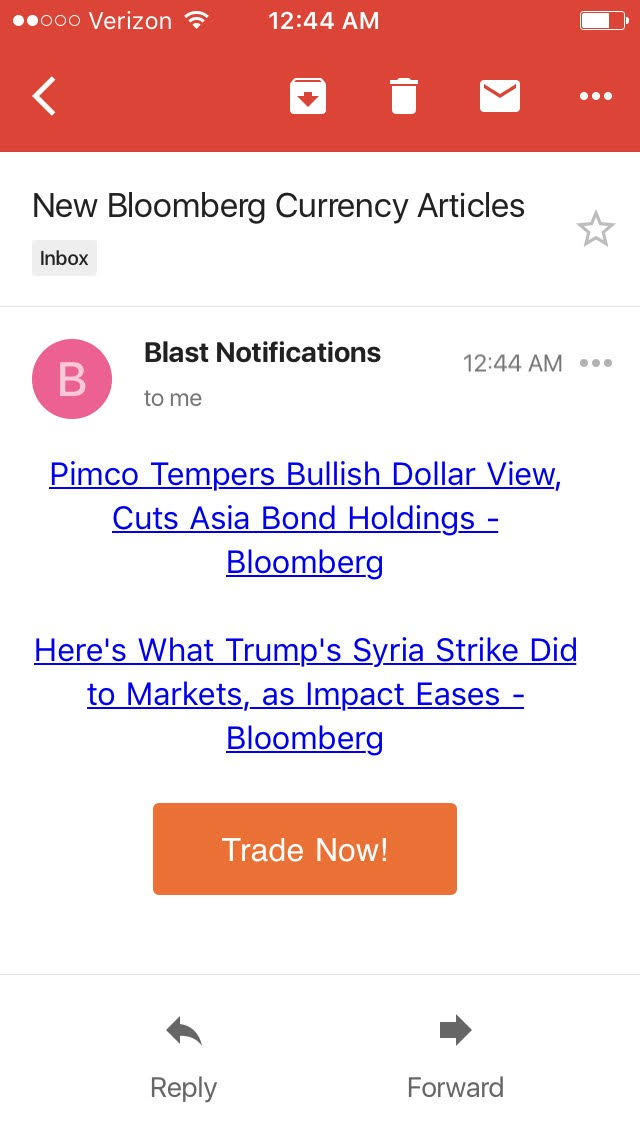 Verizon 12:44 AM
New Bloomberg Currency Articles
Inbox
B
Blast Notifications
12:44 AM
to me
Pimco Tempers Bullish Dollar View,
Cuts Asia Bond Holdings -
Bloomberg
Here's What Trump's Syria Strike Did
to Markets, as Impact Eases -
Bloomberg
Trade Now!
Reply Forward